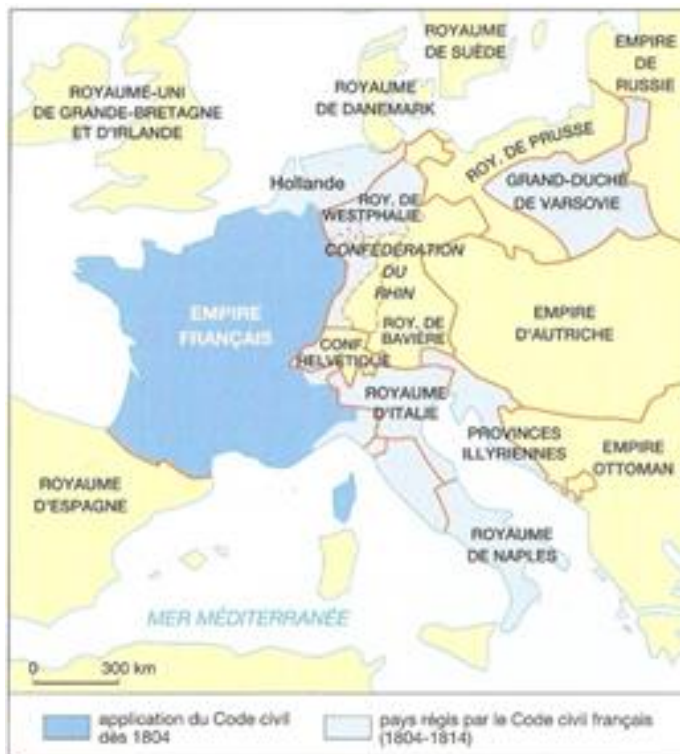 ROYAUME
DE SUÈDE
EMPIRE
DE
RUSSIE
ROYAUME-UNI
DE GRANDE-BRETAGNE
ET D'IRLANDE
ROYAUME
DE DANEMARK
ROY. DE PRUSSE
Hollande
GRAND-DUCHÉ
DE VARSOVIE
ROY. DE
WESTPHALIE
CONFÉDÉRATION
DU
RHIN
EMPIRE
FRANÇAIS
EMPIRE
D'AUTRICHE
ROY. DE
BAVIÈRE
CONF.
HELVÉTIQUE
ROYAUME
D'ITALIE
PROVINCES
ILLYRIENNES
EMPIRE
OTTOMAN
ROYAUME
D'ESPAGNE
ROYAUME
DE NAPLES
MER MÉDITERRANÉE
0 300 km
application du Code civil
dès 1804
pays régis par le Code civil français
(1804-1814)